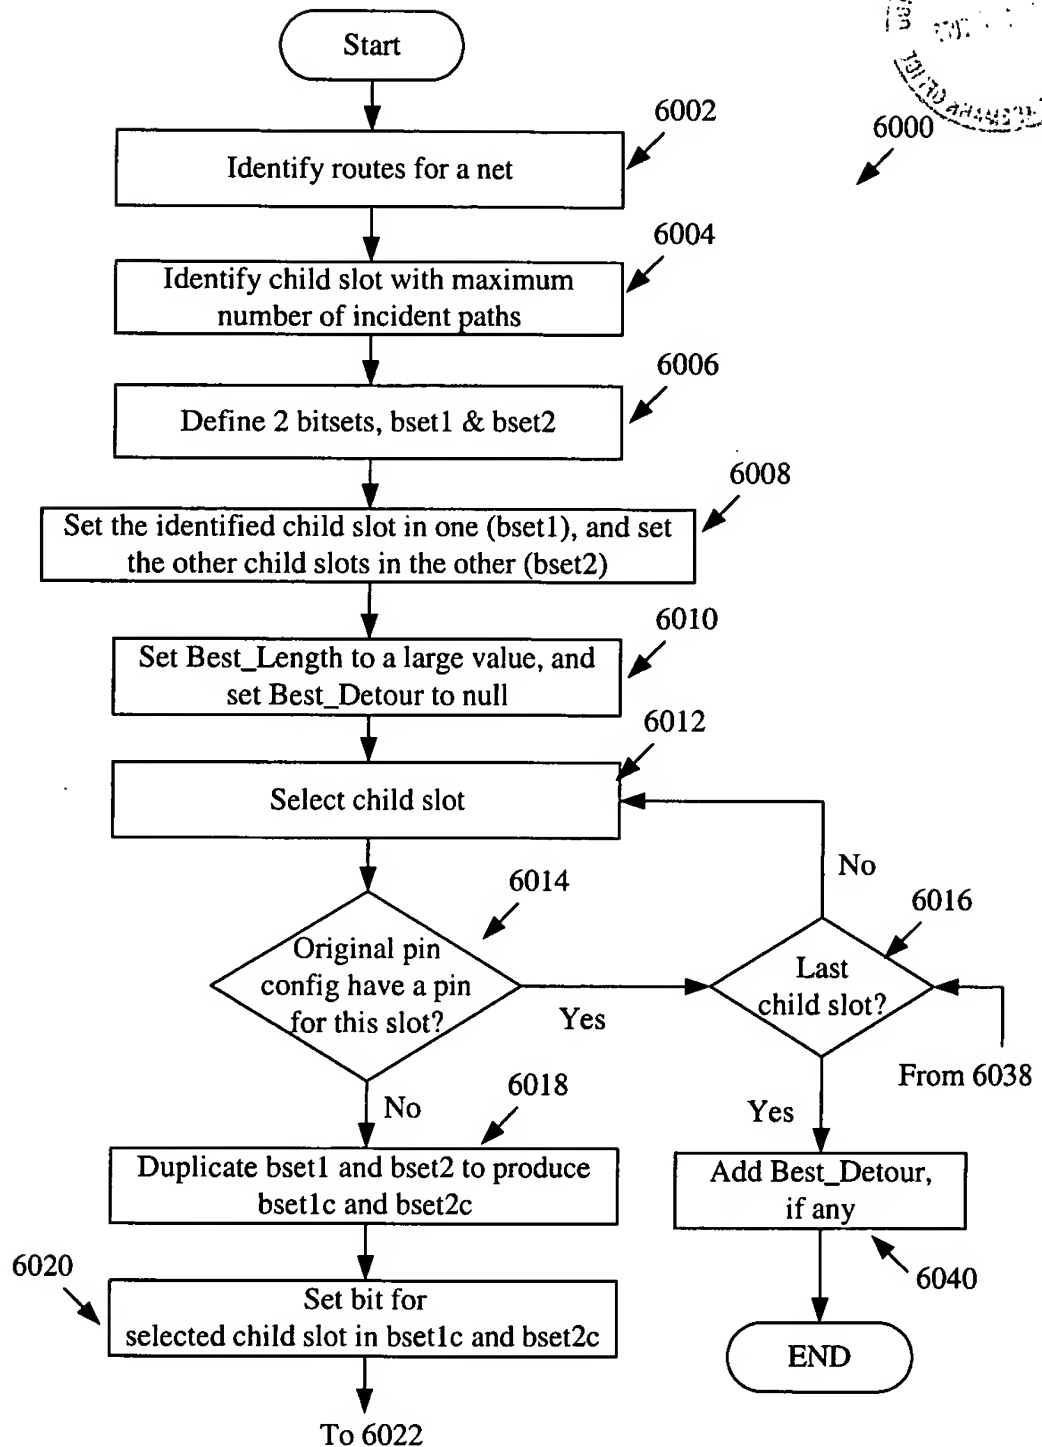 Start
6002
6000
Identify routes for a net
6004
Identify child slot with maximum
number of incident paths
6006
Define 2 bitsets, bset1 & bset2
6008
Set the identified child slot in one (bset1), and set
the other child slots in the other (bset2)
6010
Set Best_Length to a large value, and
set Best_Detour to null
6012
Select child slot
No
6014
6016
Original pin
config have a pin
for this slot?
Yes
Last
child slot?
From 6038
No
6018
Yes
Duplicate bset1 and bset2 to produce
bset1c and bset2c
Add Best_Detour,
if any
6020
6040
Set bit for
selected child slot in bset1c and bset2c
END
To 6022